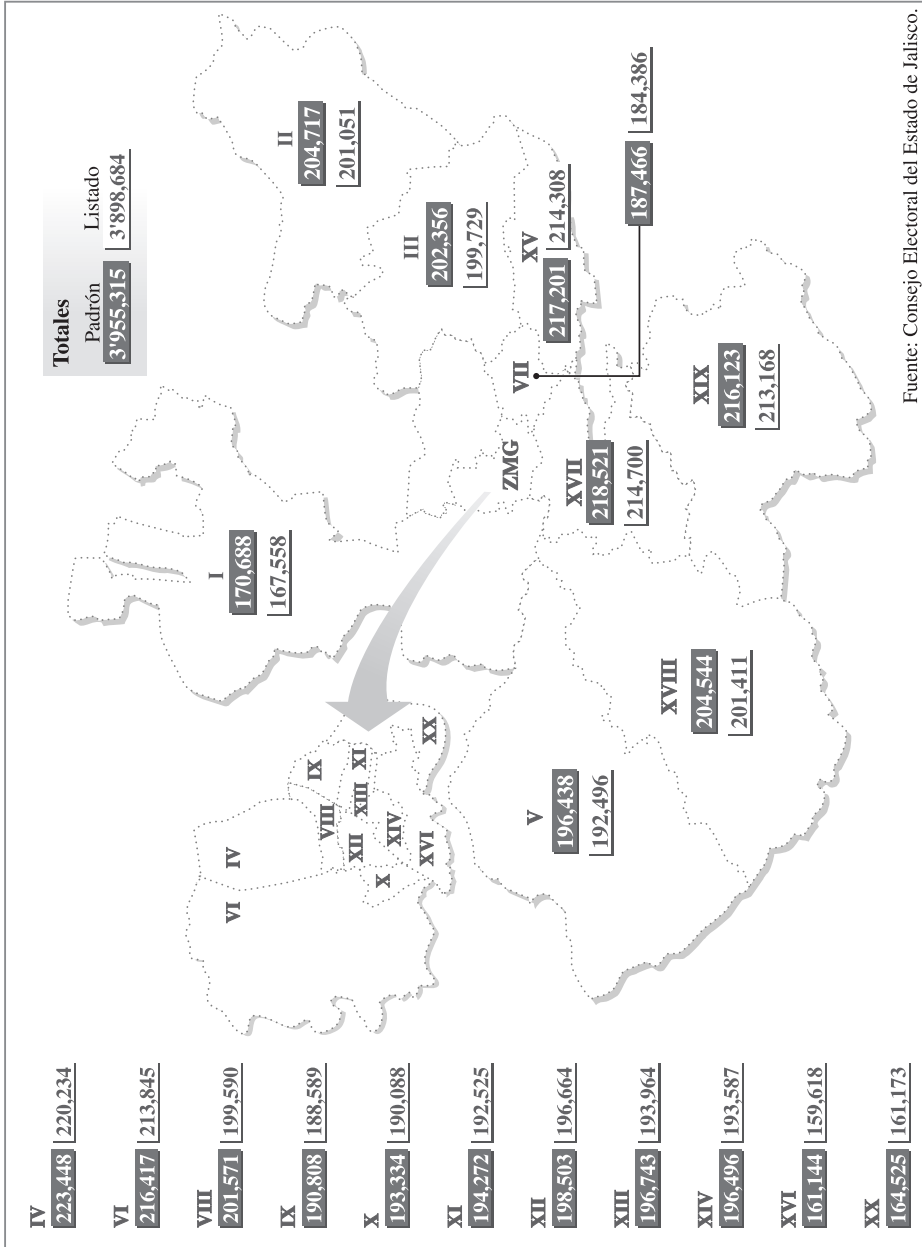 Totales
Padrón Listado
3'955,315 3'898,684
I
170,688
167,558
II
204,717
201,051
III
202,356
199,729
XV
217,201 214,308
VII
187,466 184,386
ZMG
XVII
218,521
214,700
XIX
216,123
213,168
V
196,438
192,496
XVIII
204,544
201,411
VI
IV
IX
VIII
XI
XII
XIII
X
XIV
XX
XVI
IV
223,448 220,234
VI
216,417 213,845
VIII
201,571 199,590
IX
190,808 188,589
X
193,334 190,088
XI
194,272 192,525
XII
198,503 196,664
XIII
196,743 193,964
XIV
196,496 193,587
XVI
161,144 159,618
XX
164,525 161,173
Fuente: Consejo Electoral del Estado de Jalisco.